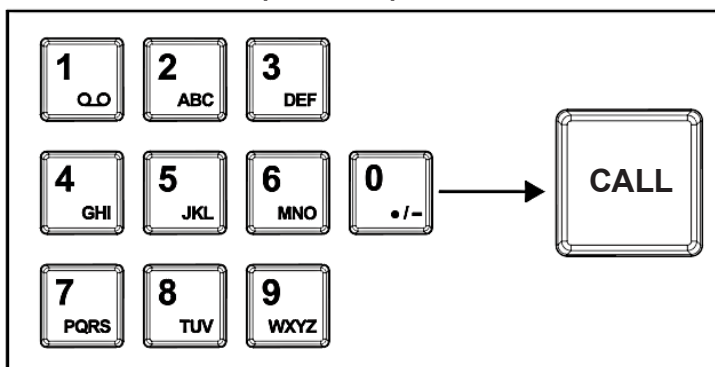 1 2 3
ABC DEF
4 5 6 0 CALL
GHI JKL MNO •/–
7 8 9
PQRS TUV WXYZ